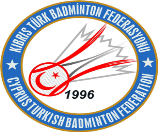 KIBRIS TÜRK BADMİNTON FEDERASYONU
1996
CYPRUS TURKISH BADMINTON FEDERATION